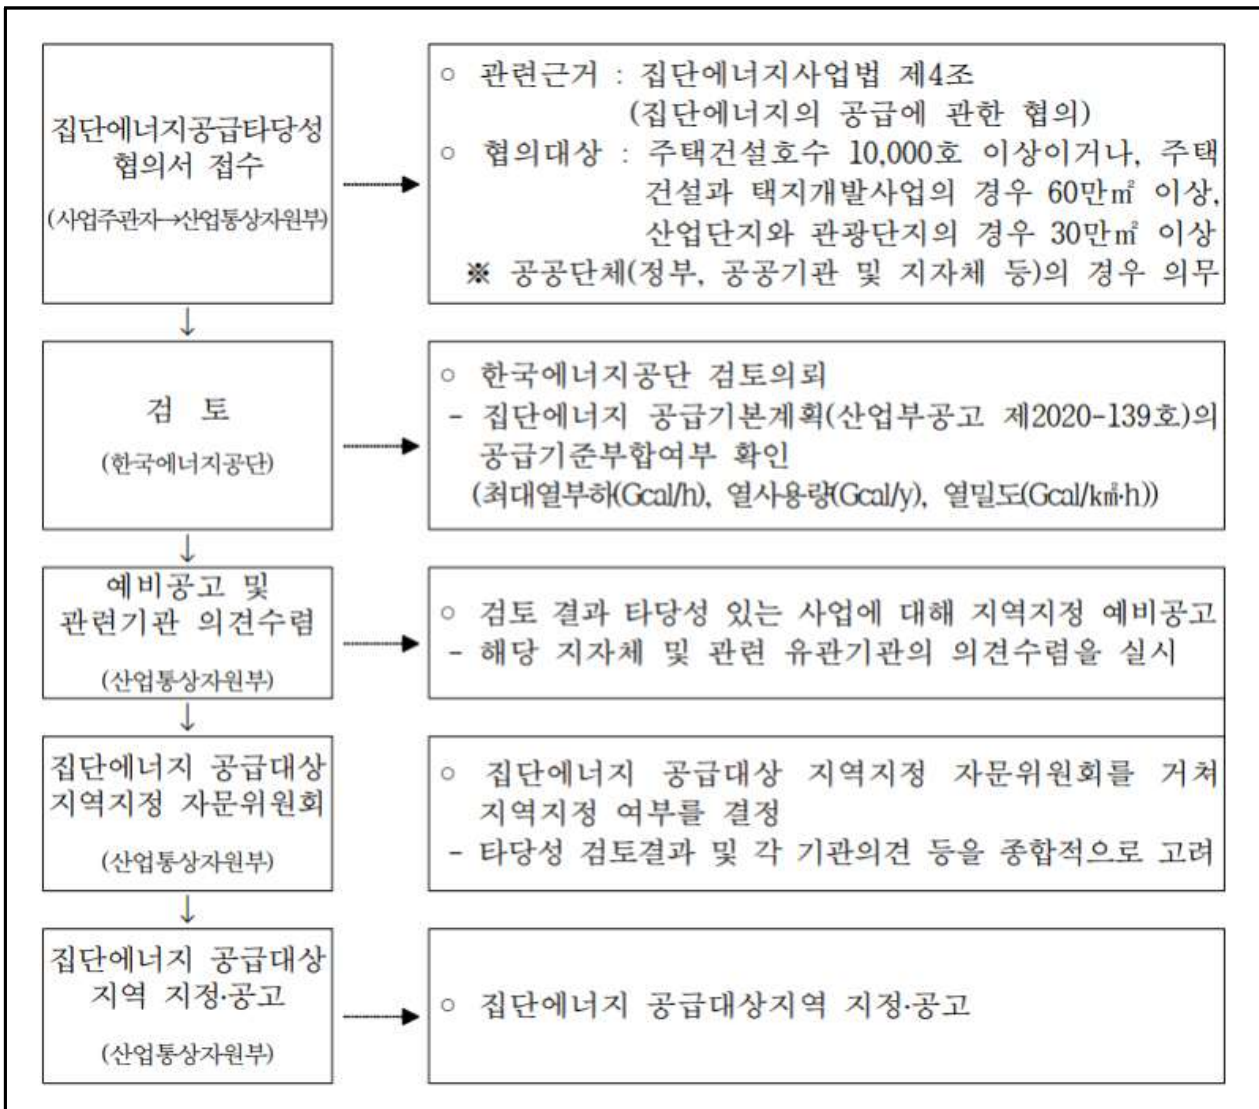 집단에너지공급타당성
협의서 접수
(사업주관자→산업통상자원부)
○ 관련근거 : 집단에너지사업법 제4조
(집단에너지의 공급에 관한 협의)
○ 협의대상 : 주택건설호수 10,000호 이상이거나, 주택
건설과 택지개발사업의 경우 60만㎡ 이상,
산업단지와 관광단지의 경우 30만㎡ 이상
※ 공공단체(정부, 공공기관 및 지자체 등)의 경우 의무
↓
검 토
(한국에너지공단)
○ 한국에너지공단 검토의뢰
- 집단에너지 공급기본계획(산업부공고 제2020-139호)의
공급기준부합여부 확인
(최대열부하(Gcal/h), 열사용량(Gcal/y), 열밀도(Gcal/㎢·h))
↓
예비공고 및
관련기관 의견수렴
(산업통상자원부)
○ 검토 결과 타당성 있는 사업에 대해 지역지정 예비공고
- 해당 지자체 및 관련 유관기관의 의견수렴을 실시
↓
집단에너지 공급대상
지역지정 자문위원회
(산업통상자원부)
○ 집단에너지 공급대상 지역지정 자문위원회를 거쳐
지역지정 여부를 결정
- 타당성 검토결과 및 각 기관의견 등을 종합적으로 고려
↓
집단에너지 공급대상
지역 지정·공고
(산업통상자원부)
○ 집단에너지 공급대상지역 지정·공고